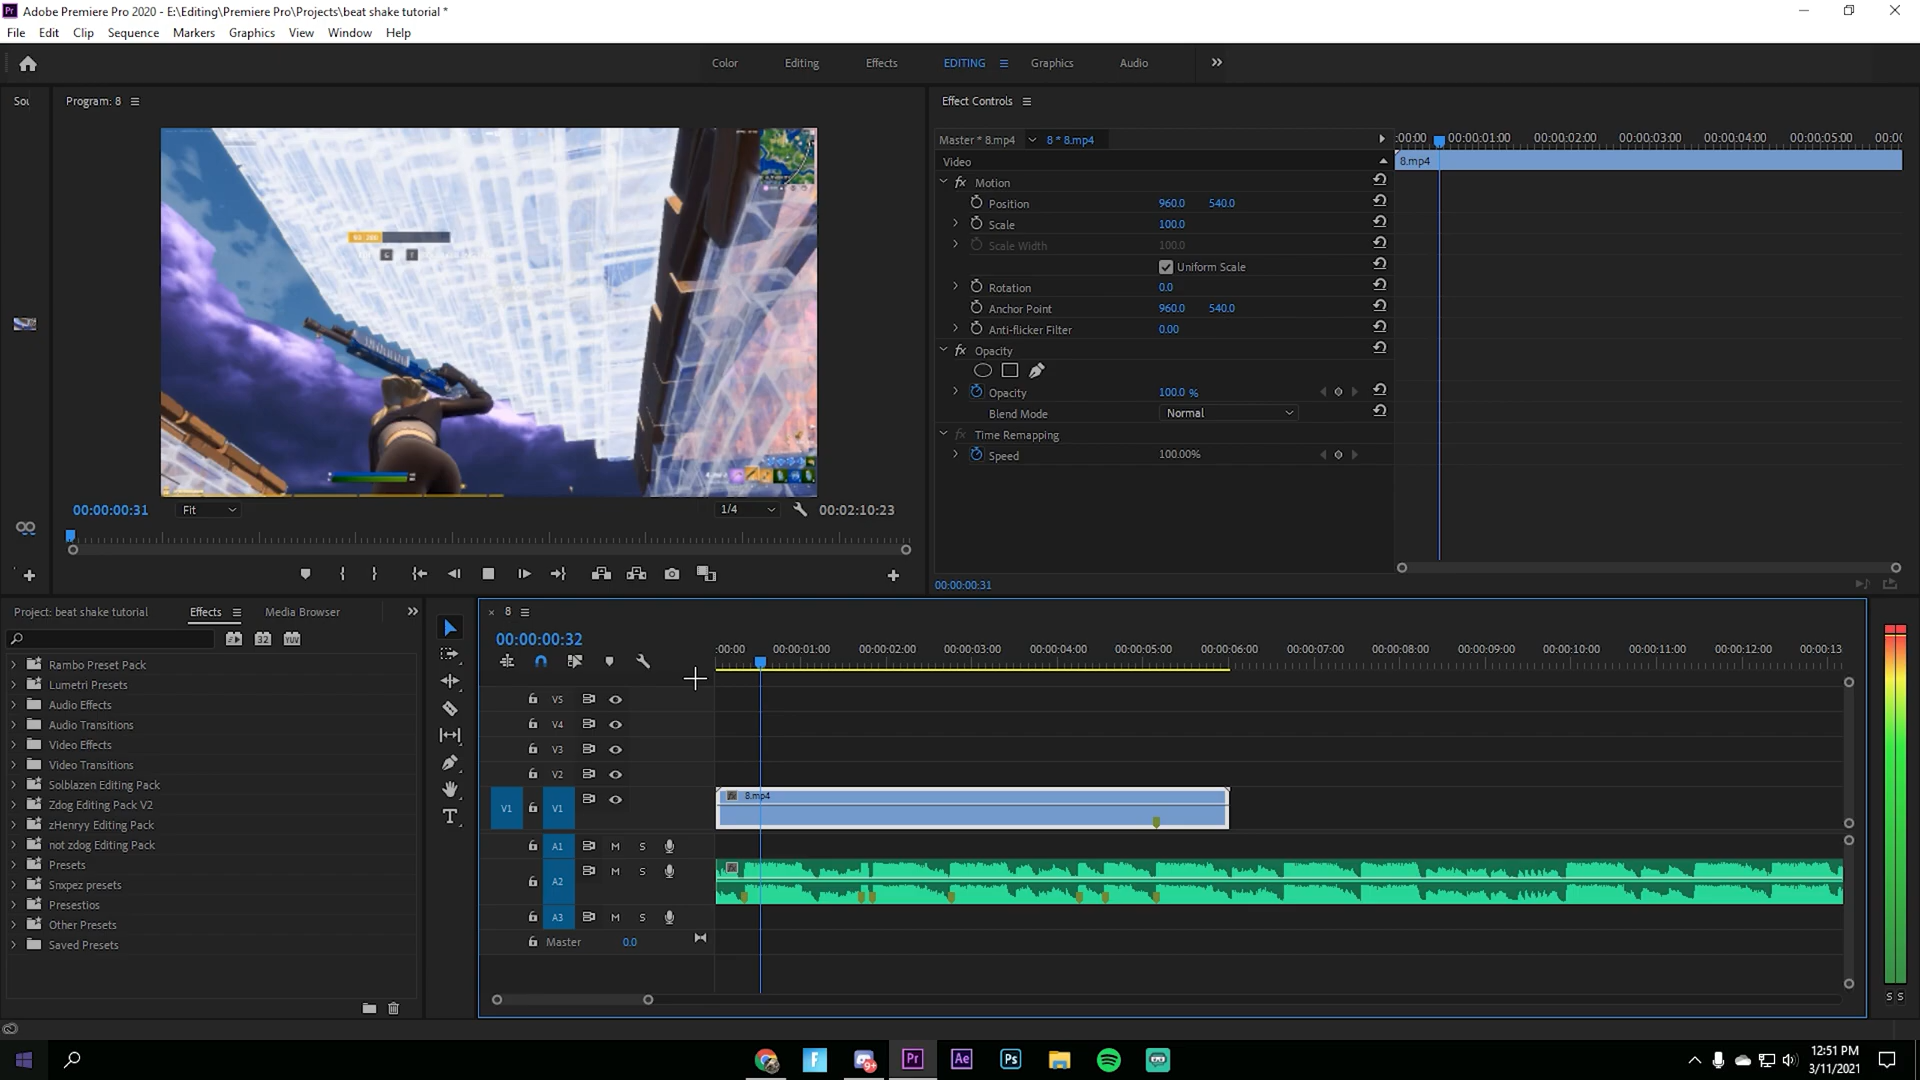 Pr Adobe Premiere Pro 2020 - E:\Editing\Premiere Pro\Projects\beat shake tutorial *
File Edit Clip Sequence Markers Graphics View Window Help
Color Editing Effects EDITING Graphics Audio
Program: 8
Effect Controls
Master * 8.mp4 8 * 8.mp4
:00:00 00:00:01:00 00:00:02:00 00:00:03:00 00:00:04:00 00:00:05:00 00:00
Video
8.mp4
fx Motion
Position 960.0 540.0
Scale 100.0
Scale Width 100.0
Uniform Scale
Rotation 0.0
Anchor Point 960.0 540.0
Anti-flicker Filter 0.00
fx Opacity
Opacity 100.0 %
Blend Mode Normal
fx Time Remapping
Speed 100.00%
00:00:00:31 Fit 1/4 00:02:10:23
00:00:00:31
Project: beat shake tutorial Effects Media Browser
32 YUV
Rambo Preset Pack
Lumetri Presets
Audio Effects
Audio Transitions
Video Effects
Video Transitions
Solblazen Editing Pack
Zdog Editing Pack V2
zHenryy Editing Pack
not zdog Editing Pack
Presets
Snxpez presets
Presestios
Other Presets
Saved Presets
8
00:00:00:32
:00:00 00:00:01:00 00:00:02:00 00:00:03:00 00:00:04:00 00:00:05:00 00:00:06:00 00:00:07:00 00:00:08:00 00:00:09:00 00:00:10:00 00:00:11:00 00:00:12:00 00:00:13
V5
V4
V3
V2
V1 V1
8.mp4
A1 M S
A2 M S
A3 M S
Master 0.0
S S
Pr Ae Ps
12:51 PM
3/11/2021